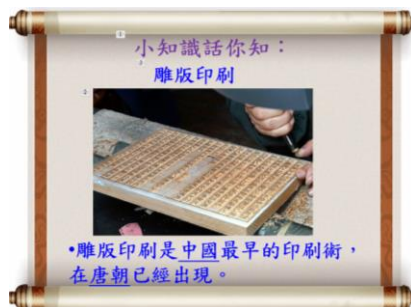 小知識話你知：
雕版印刷
•雕版印刷是中國最早的印刷術，
在唐朝已經出現。